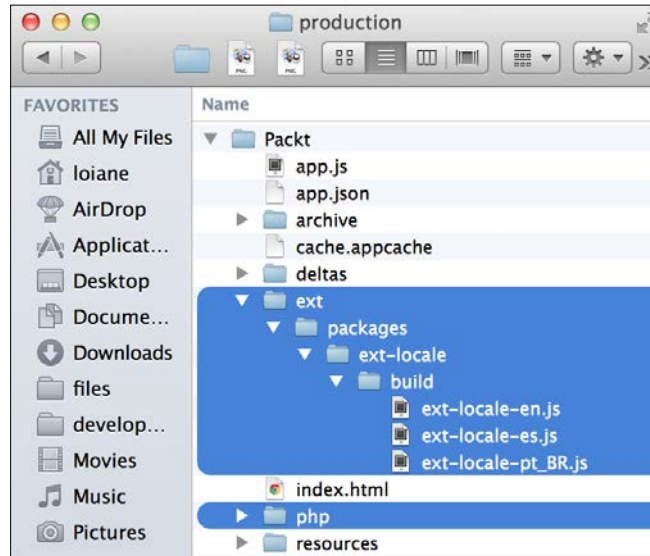 production
FAVORITES
All My Files
loiane
AirDrop
Applicat...
Desktop
Docume...
Downloads
files
develop...
Movies
Music
Pictures
Name
Packt
app.js
app.json
archive
cache.appcache
deltas
ext
packages
ext-locale
build
ext-locale-en.js
ext-locale-es.js
ext-locale-pt_BR.js
index.html
php
resources